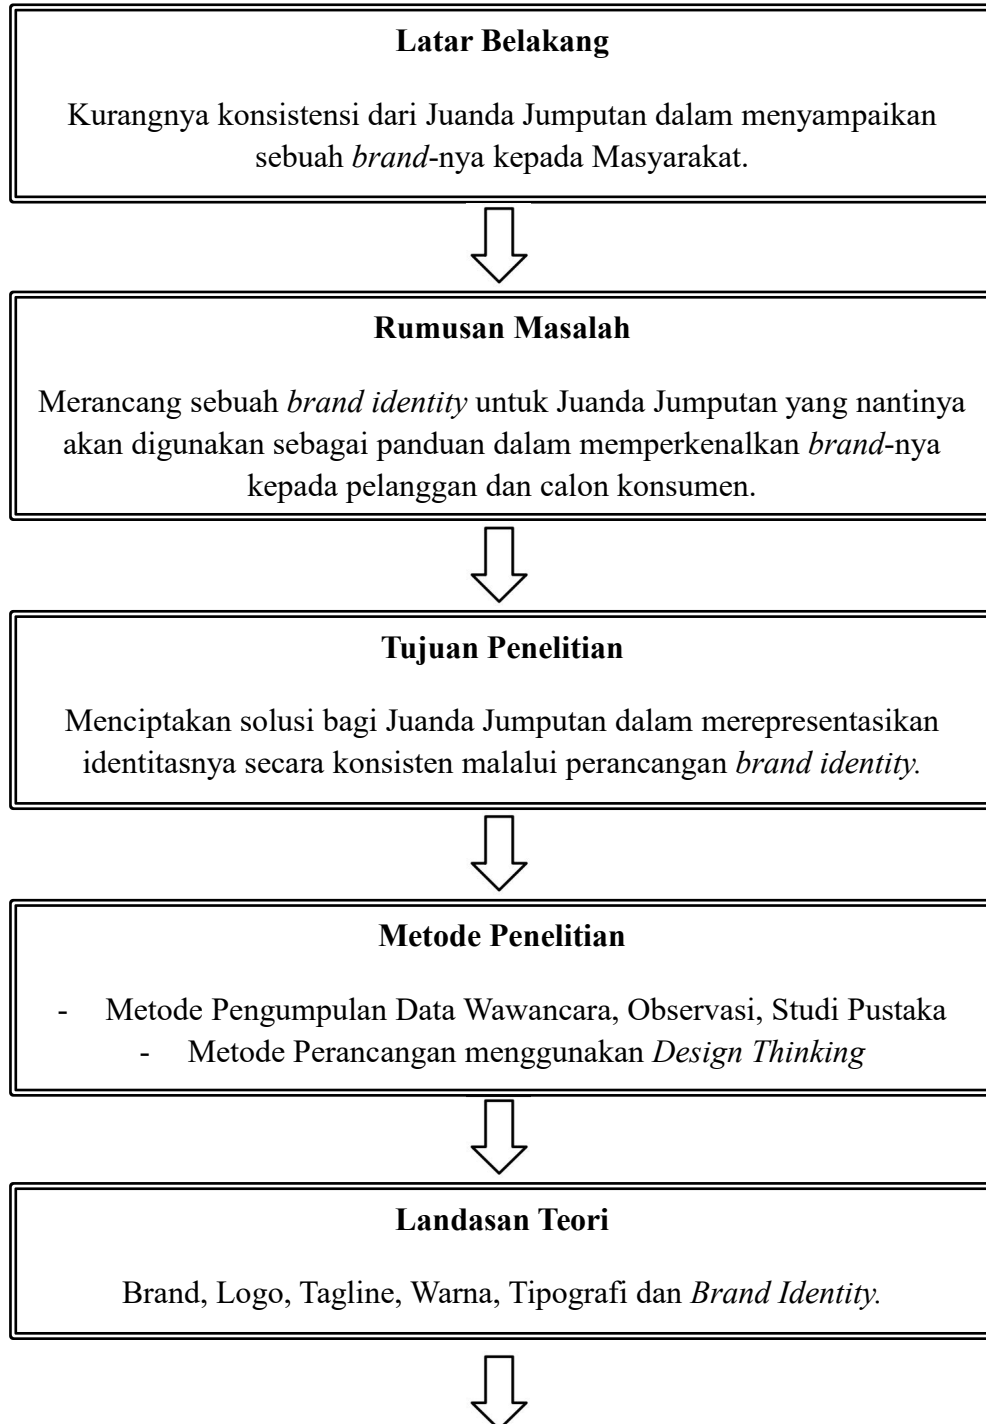 Latar Belakang
Kurangnya konsistensi dari Juanda Jumputan dalam menyampaikan
sebuah brand-nya kepada Masyarakat.
Rumusan Masalah
Merancang sebuah brand identity untuk Juanda Jumputan yang nantinya
akan digunakan sebagai panduan dalam memperkenalkan brand-nya
kepada pelanggan dan calon konsumen.
Tujuan Penelitian
Menciptakan solusi bagi Juanda Jumputan dalam merepresentasikan
identitasnya secara konsisten malalui perancangan brand identity.
Metode Penelitian
- Metode Pengumpulan Data Wawancara, Observasi, Studi Pustaka
- Metode Perancangan menggunakan Design Thinking
Landasan Teori
Brand, Logo, Tagline, Warna, Tipografi dan Brand Identity.